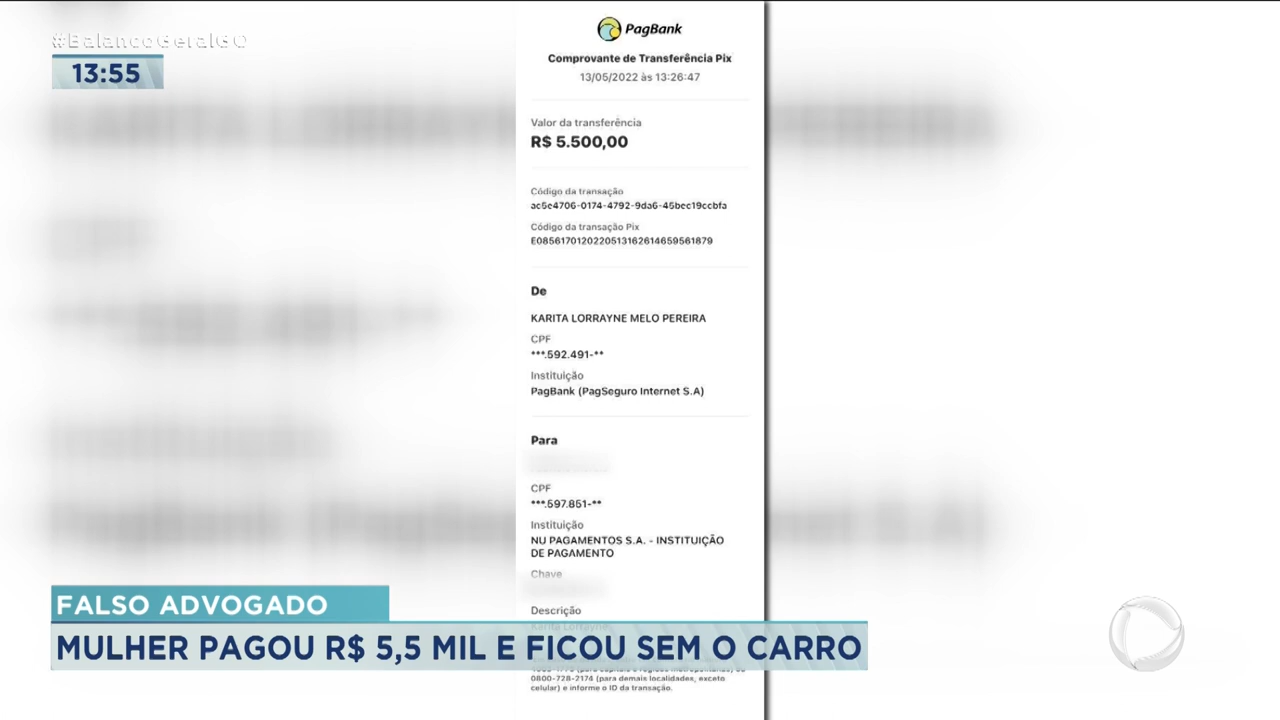 #BalancoGeralGO
13:55
PagBank
Comprovante de Transferência Pix
13/05/2022 às 13:26:47
Valor da transferência
R$ 5.500,00
Código da transação
ac5e4706-0174-4792-9da6-45bec19ccbfa
Código da transação Pix
E0856170120220513162614659561879
De
KARITA LORRAYNE MELO PEREIRA
CPF
***.592.491-**
Instituição
PagBank (PagSeguro Internet S.A)
Para
CPF
***.597.851-**
Instituição
NU PAGAMENTOS S.A. - INSTITUIÇÃO
DE PAGAMENTO
Chave
Descrição
Karita Lorrayne
FALSO ADVOGADO
MULHER PAGOU R$ 5,5 MIL E FICOU SEM O CARRO
0800-728-2174 (para demais localidades, exceto
celular) e informe o ID da transação.